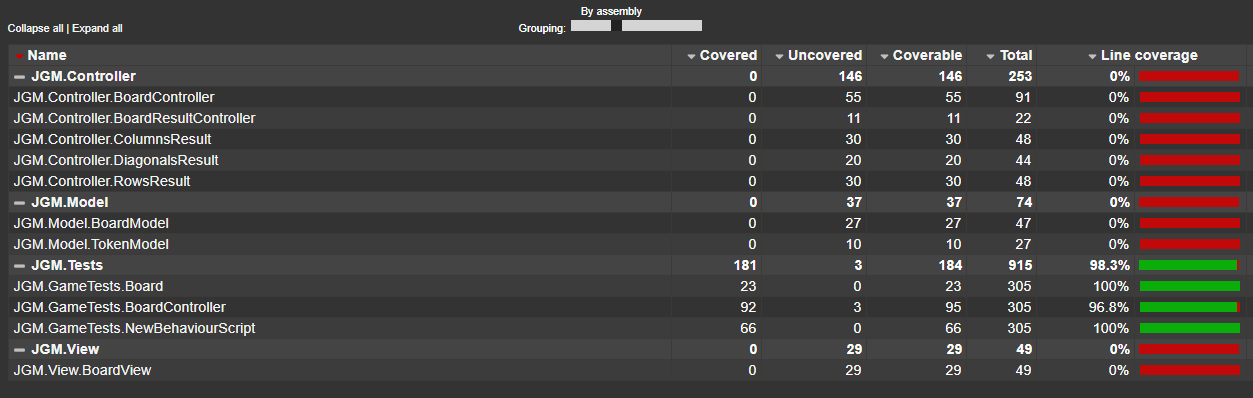 By assembly
Collapse all | Expand all
Grouping:
Name Covered Uncovered Coverable Total Line coverage
JGM.Controller 0 146 146 253 0%
JGM.Controller.BoardController 0 55 55 91 0%
JGM.Controller.BoardResultController 0 11 11 22 0%
JGM.Controller.ColumnsResult 0 30 30 48 0%
JGM.Controller.DiagonalsResult 0 20 20 44 0%
JGM.Controller.RowsResult 0 30 30 48 0%
JGM.Model 0 37 37 74 0%
JGM.Model.BoardModel 0 27 27 47 0%
JGM.Model.TokenModel 0 10 10 27 0%
JGM.Tests 181 3 184 915 98.3%
JGM.GameTests.Board 23 0 23 305 100%
JGM.GameTests.BoardController 92 3 95 305 96.8%
JGM.GameTests.NewBehaviourScript 66 0 66 305 100%
JGM.View 0 29 29 49 0%
JGM.View.BoardView 0 29 29 49 0%